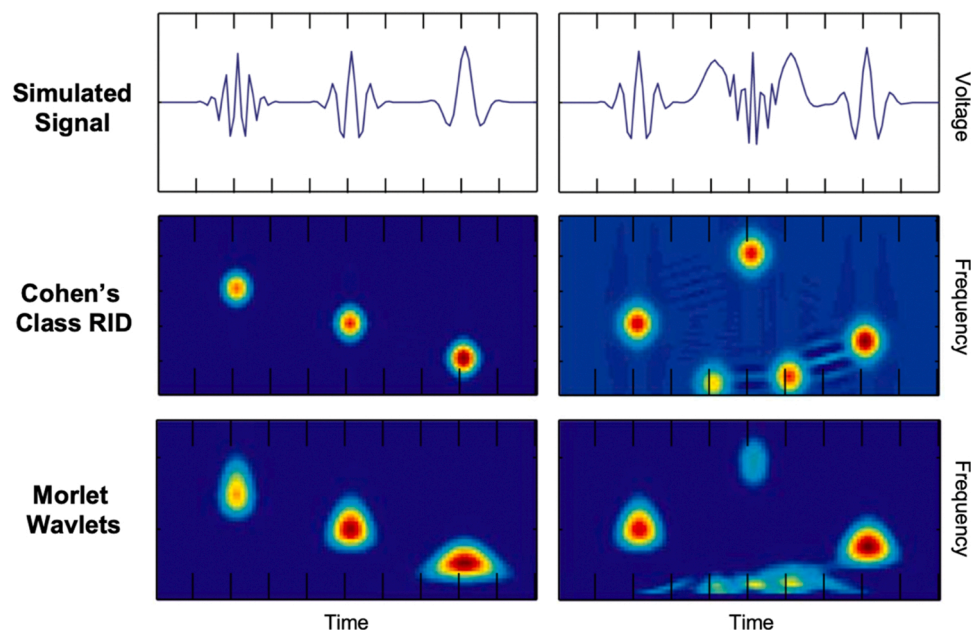 Simulated
Signal
Voltage
Cohen's
Class RID
Frequency
Morlet
Wavlets
Frequency
Time
Time